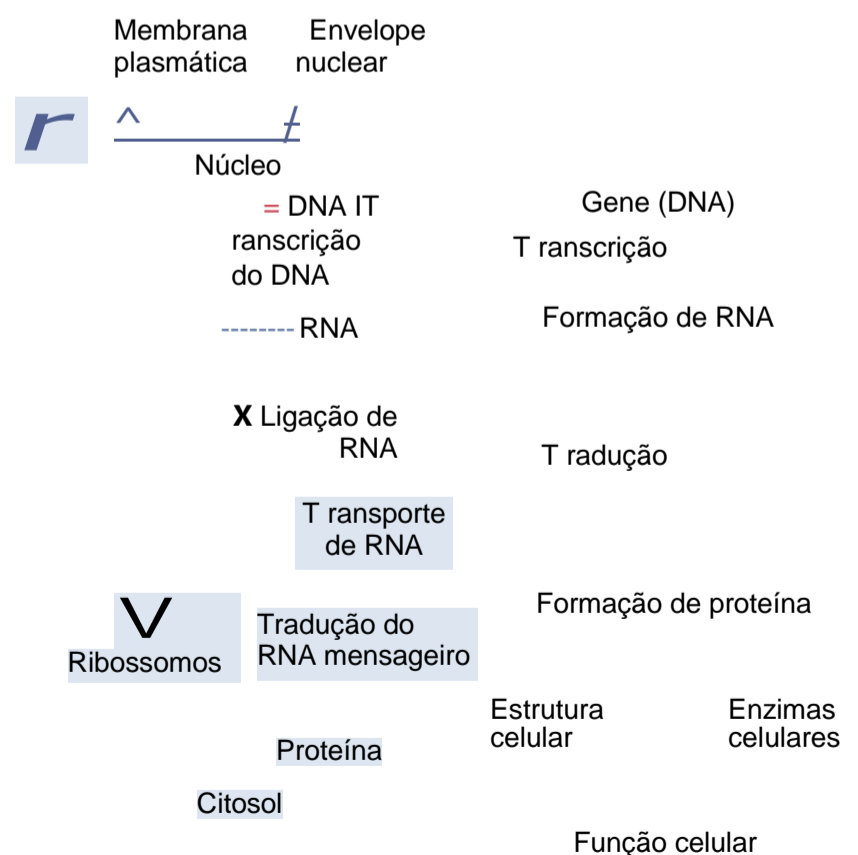 Membrana plasmática
Envelope nuclear
r
^
Núcleo
= DNA IT
ranscrição
do DNA
-------- RNA
X Ligação de
RNA
T ransporte
de RNA
V
Ribossomos
Tradução do
RNA mensageiro
Proteína
Citosol
Gene (DNA)
T ranscrição
Formação de RNA
T radução
Formação de proteína
Estrutura
celular
Enzimas
celulares
Função celular